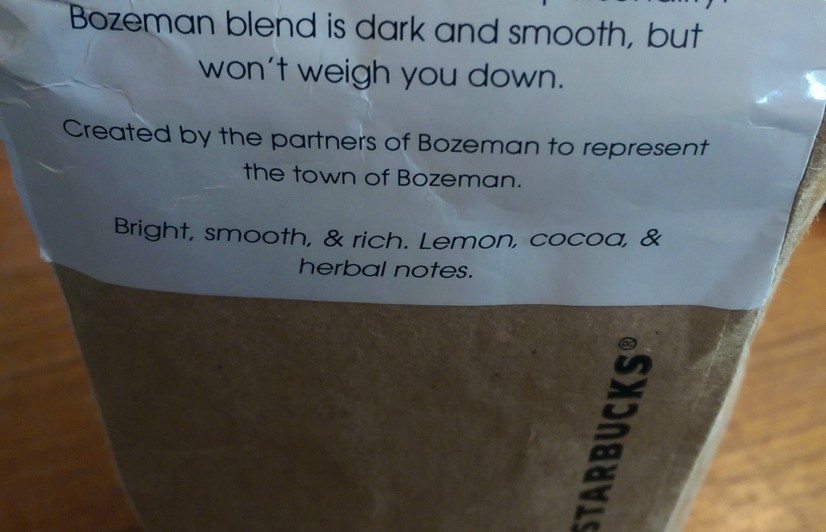 Bozeman blend is dark and smooth, but
won't weigh you down.
Created by the partners of Bozeman to represent
the town of Bozeman.
Bright, smooth, & rich. Lemon, cocoa, &
herbal notes.
STARBUCKS®